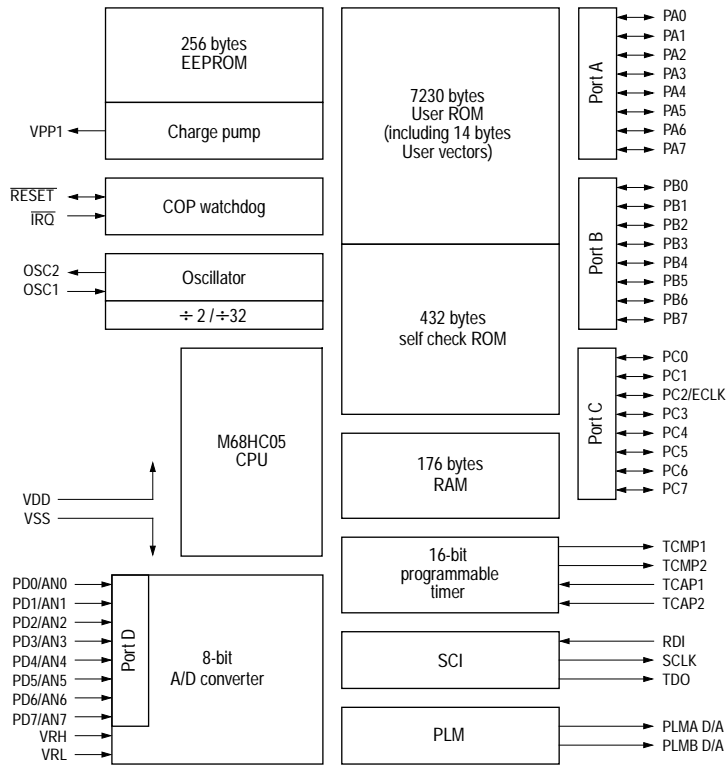 256 bytes
EEPROM
Charge pump
VPP1
RESET
IRQ
COP watchdog
OSC2
OSC1
Oscillator
÷ 2 / ÷32
M68HC05
CPU
VDD
VSS
PD0/AN0
PD1/AN1
PD2/AN2
PD3/AN3
PD4/AN4
PD5/AN5
PD6/AN6
PD7/AN7
VRH
VRL
Port D
8-bit
A/D converter
7230 bytes
User ROM
(including 14 bytes
User vectors)
432 bytes
self check ROM
176 bytes
RAM
16-bit
programmable
timer
SCI
PLM
Port A
PA0
PA1
PA2
PA3
PA4
PA5
PA6
PA7
Port B
PB0
PB1
PB2
PB3
PB4
PB5
PB6
PB7
Port C
PC0
PC1
PC2/ECLK
PC3
PC4
PC5
PC6
PC7
TCMP1
TCMP2
TCAP1
TCAP2
RDI
SCLK
TDO
PLMA D/A
PLMB D/A